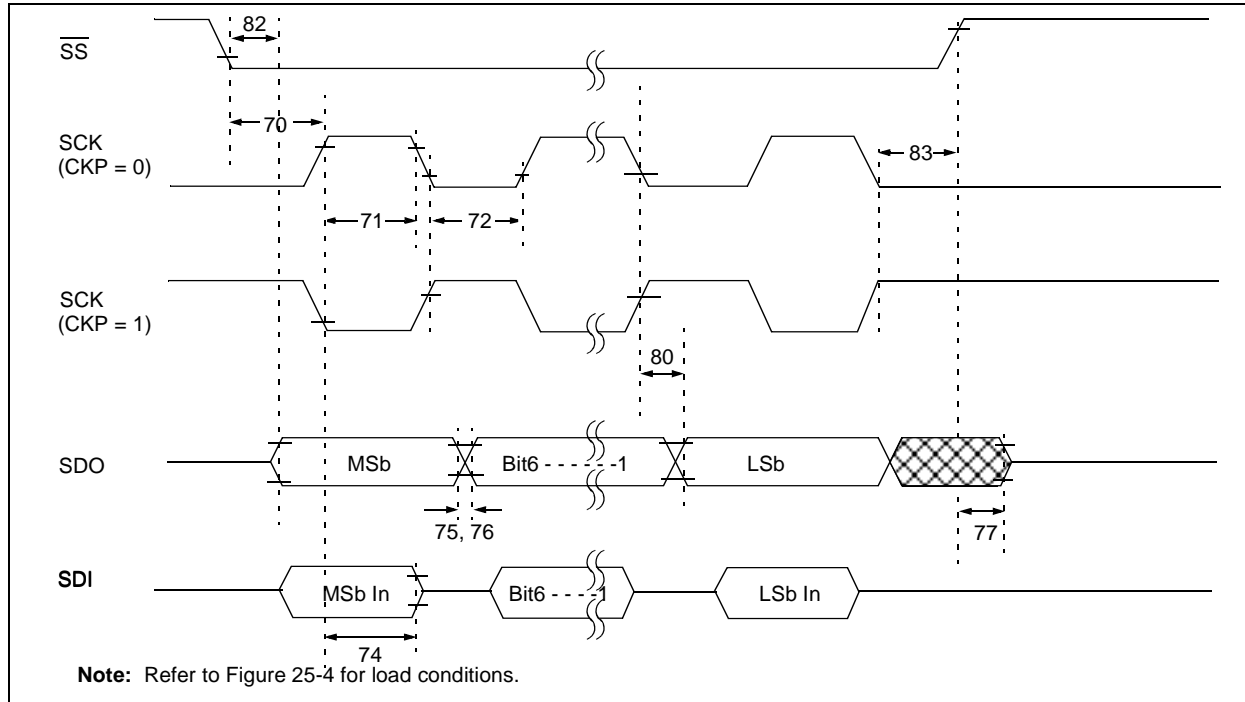 82
SS
70
SCK
(CKP = 0)
83
71
72
SCK
(CKP = 1)
80
SDO
MSb
Bit6 - - - - - -1
LSb
75, 76
77
SDI
MSb In
Bit6 - - - -1
LSb In
74
Note: Refer to Figure 25-4 for load conditions.